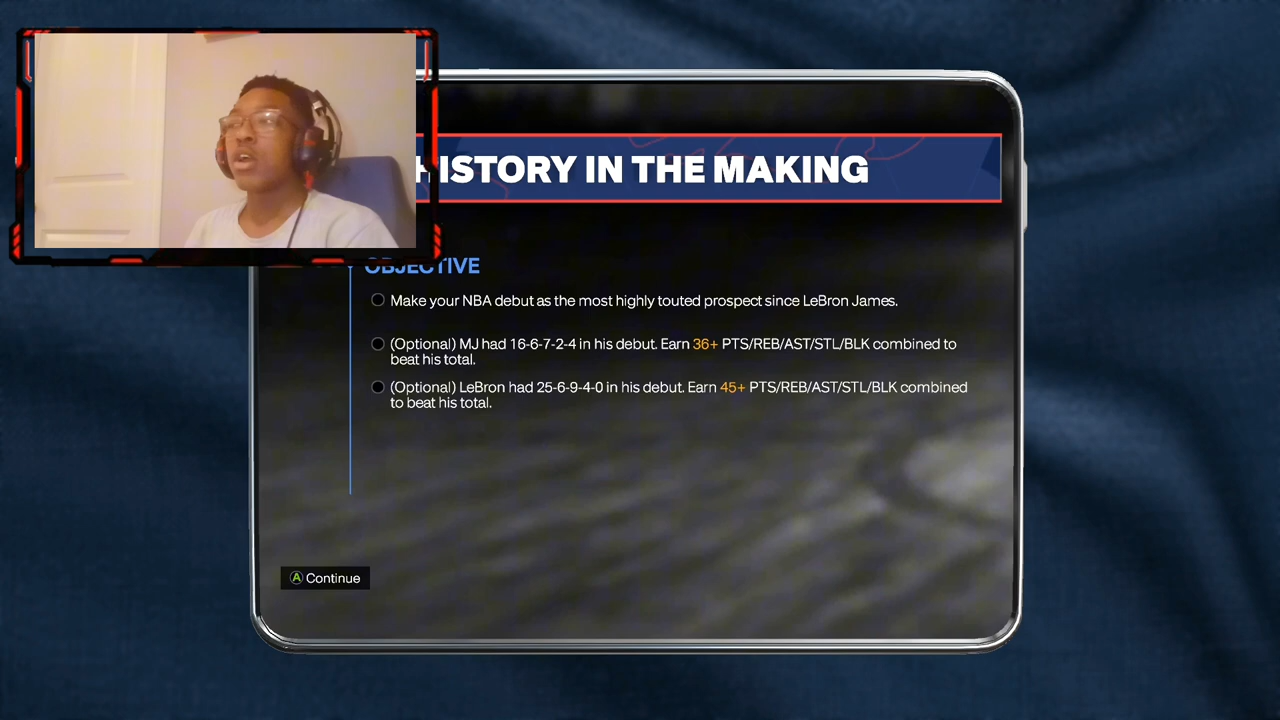 HISTORY IN THE MAKING
OBJECTIVE
Make your NBA debut as the most highly touted prospect since LeBron James.
(Optional) MJ had 16-6-7-2-4 in his debut. Earn 36+ PTS/REB/AST/STL/BLK combined to
beat his total.
(Optional) LeBron had 25-6-9-4-0 in his debut. Earn 45+ PTS/REB/AST/STL/BLK combined
to beat his total.
A Continue